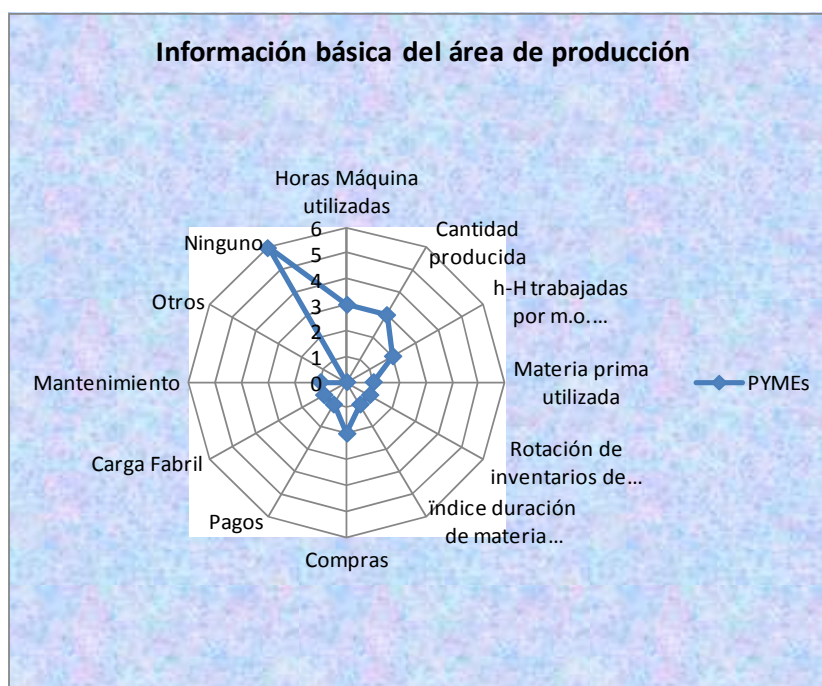 Información básica del área de producción
Horas Máquina
utilizadas
Cantidad
producida
h-H trabajadas
por m.o....
Materia prima
utilizada
Rotación de
inventarios de...
ïndice duración
de materia...
Compras
Pagos
Carga Fabril
Mantenimiento
Otros
Ninguno
6
5
4
3
2
1
0
PYMEs